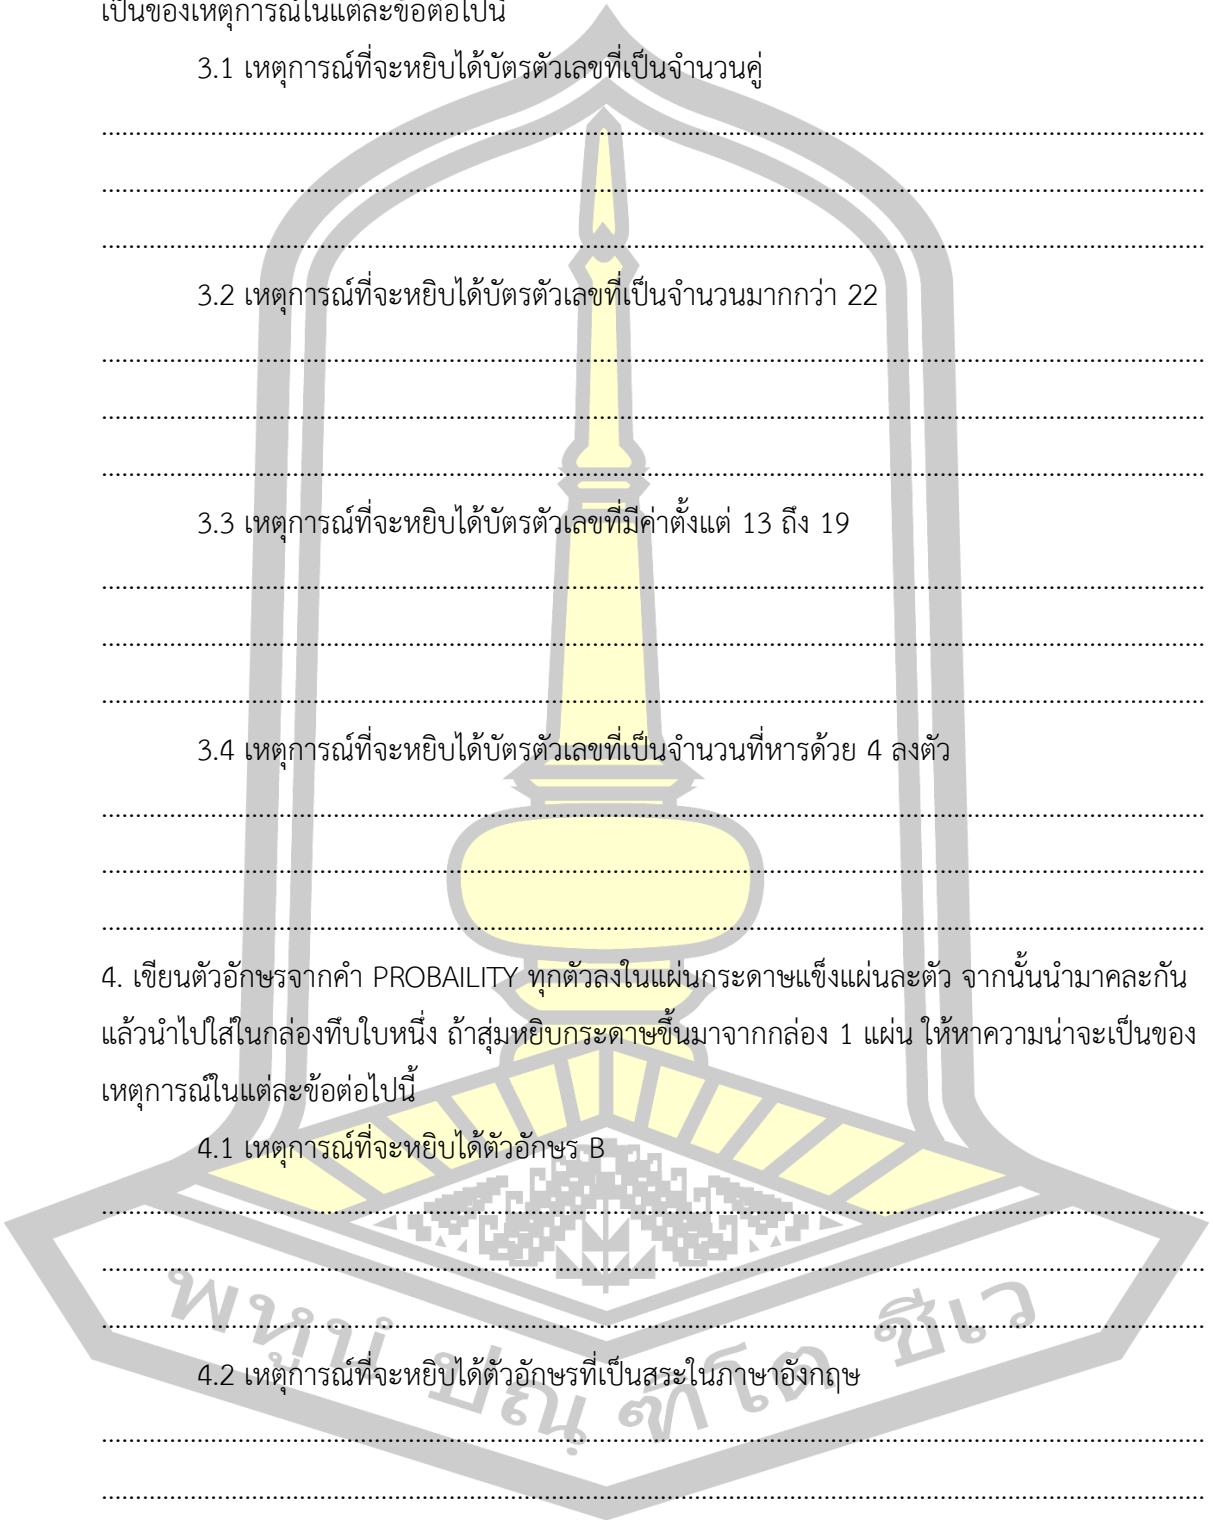 เป็นของเหตุการณ์ในแต่ละข้อต่อไปนี้
3.1 เหตุการณ์ที่จะหยิบได้บัตรตัวเลขที่เป็นจำนวนคู่
3.2 เหตุการณ์ที่จะหยิบได้บัตรตัวเลขที่เป็นจำนวนมากกว่า 22
3.3 เหตุการณ์ที่จะหยิบได้บัตรตัวเลขที่มีค่าตั้งแต่ 13 ถึง 19
3.4 เหตุการณ์ที่จะหยิบได้บัตรตัวเลขที่เป็นจำนวนที่หารด้วย 4 ลงตัว
4. เขียนตัวอักษรจากคำ PROBAILITY ทุกตัวลงในแผ่นกระดาษแข็งแผ่นละตัว จากนั้นนำมาคละกัน
แล้วนำไปใส่ในกล่องทึบใบหนึ่ง ถ้าสุ่มหยิบกระดาษขึ้นมาจากกล่อง 1 แผ่น ให้หาความน่าจะเป็นของ
เหตุการณ์ในแต่ละข้อต่อไปนี้
4.1 เหตุการณ์ที่จะหยิบได้ตัวอักษร B
4.2 เหตุการณ์ที่จะหยิบได้ตัวอักษรที่เป็นสระในภาษาอังกฤษ
พหูนํ ปณฺฑิโต ชีเว